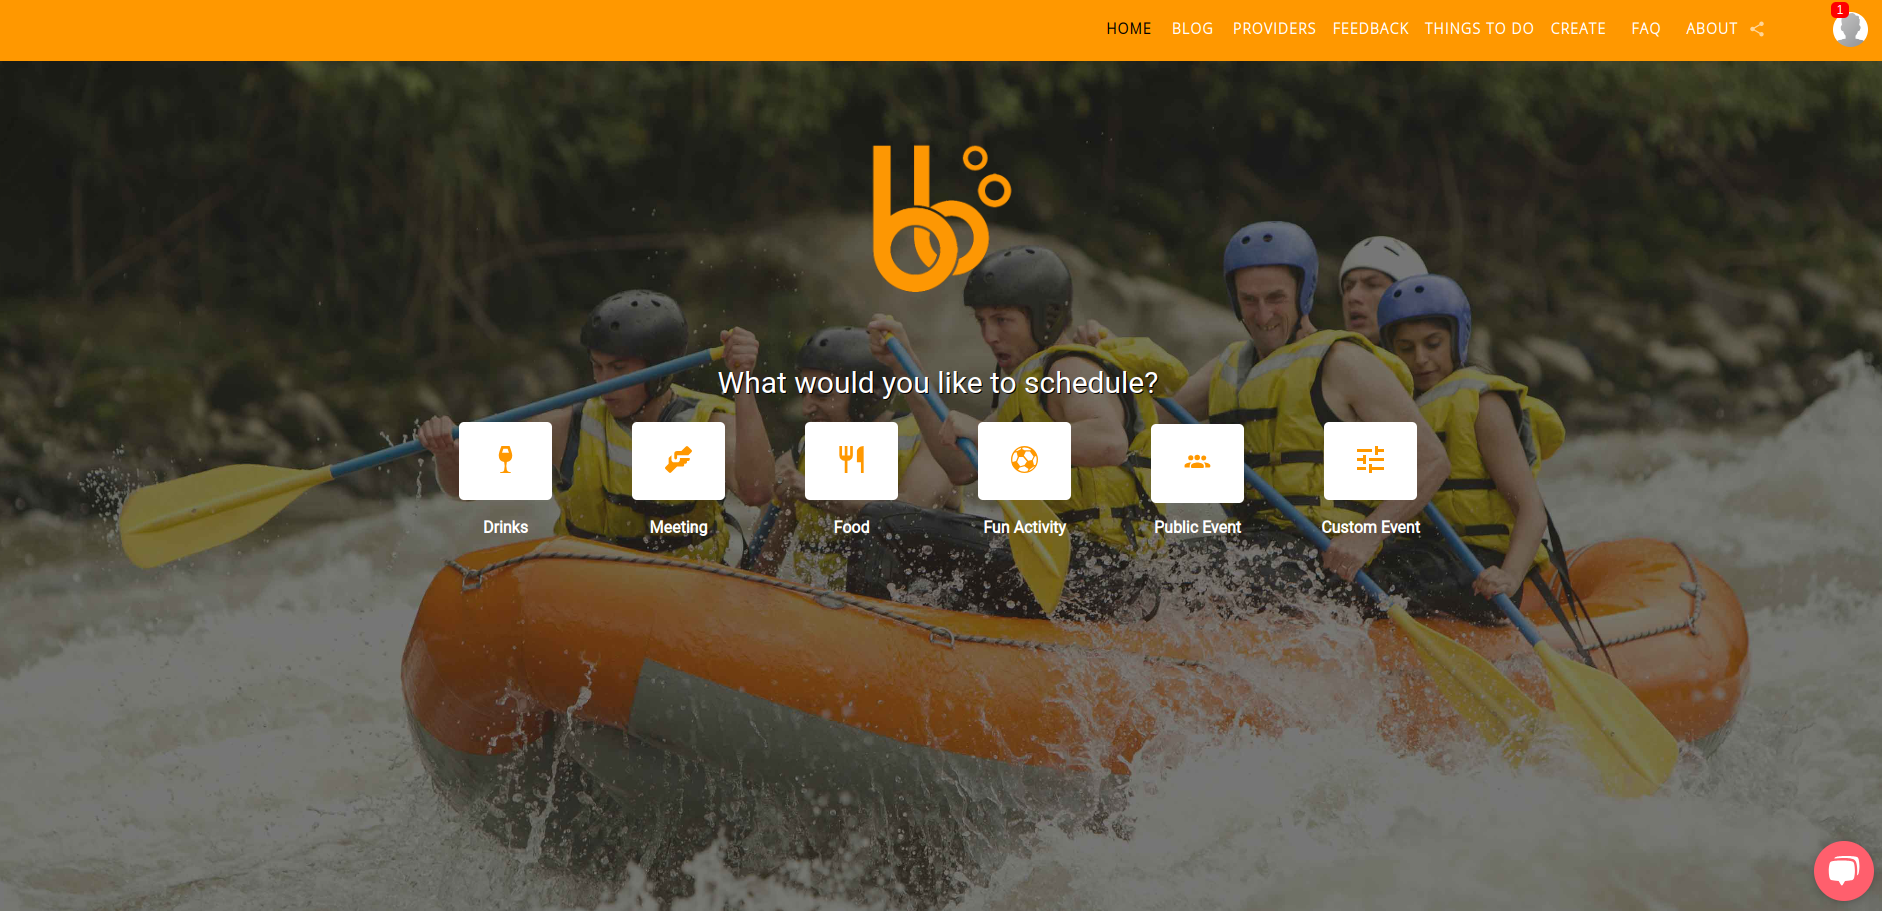 HOME BLOG PROVIDERS FEEDBACK THINGS TO DO CREATE FAQ ABOUT 1
What would you like to schedule?
Drinks Meeting Food Fun Activity Public Event Custom Event